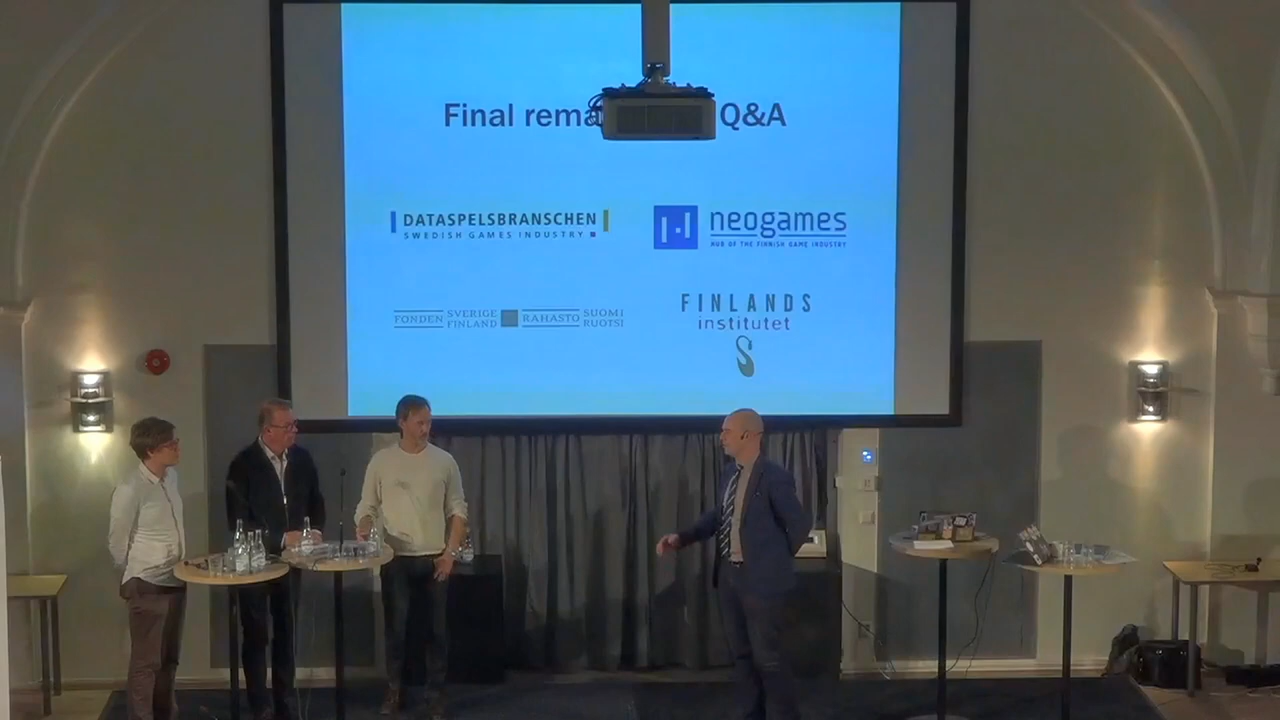 Final rema Q&A
DATASPELSBRANSCHEN
SWEDISH GAMES INDUSTRY
neogames
HUB OF THE FINNISH GAME INDUSTRY
FONDEN SVERIGE FINLAND RAHASTO SUOMI RUOTSI
FINLANDS
institutet